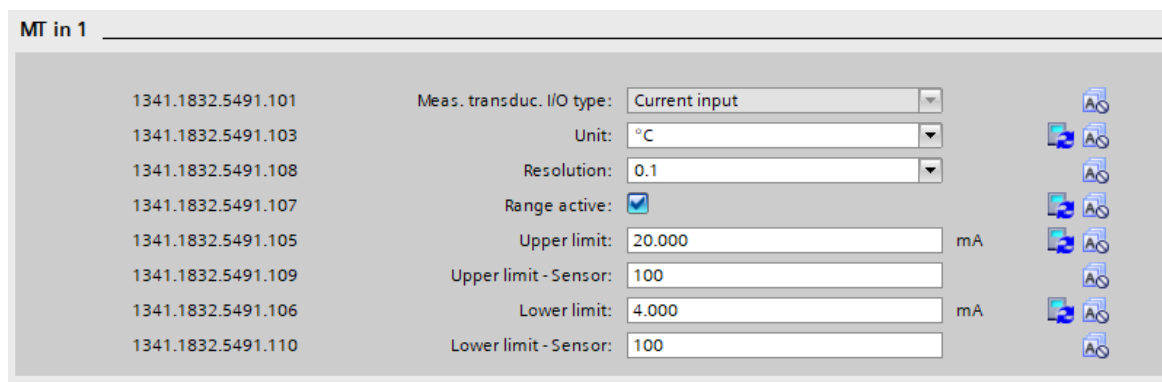 MT in 1
1341.1832.5491.101 Meas. transduc. I/O type: Current input
1341.1832.5491.103 Unit: °C
1341.1832.5491.108 Resolution: 0.1
1341.1832.5491.107 Range active:
1341.1832.5491.105 Upper limit: 20.000 mA
1341.1832.5491.109 Upper limit - Sensor: 100
1341.1832.5491.106 Lower limit: 4.000 mA
1341.1832.5491.110 Lower limit - Sensor: 100